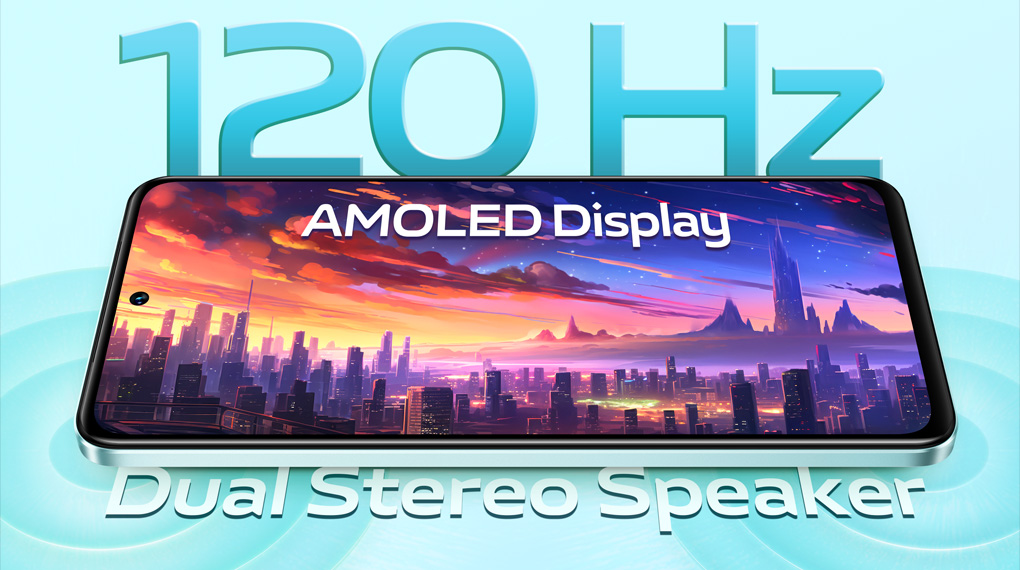 120 Hz
AMOLED Display
Dual Stereo Speaker